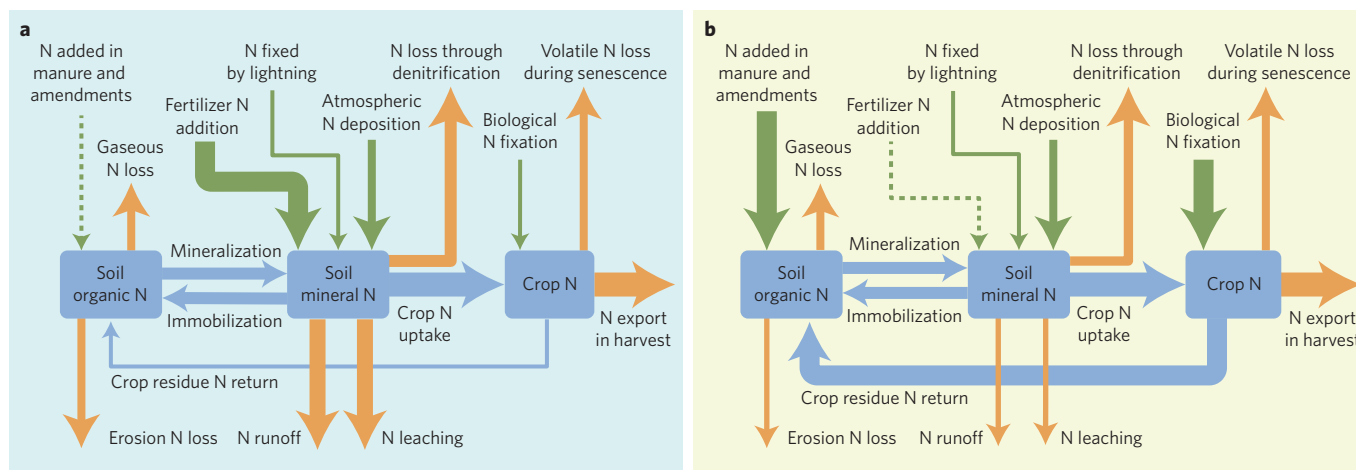 a
N added in
manure and
amendments
N fixed
by lightning
N loss through
denitrification
Volatile N loss
during senescence
Fertilizer N
addition
Atmospheric
N deposition
Biological
N fixation
Gaseous
N loss
Mineralization
Soil
organic N
Soil
mineral N
Crop N
Immobilization
Crop N
uptake
N export
in harvest
Crop residue N return
Erosion N loss
N runoff
N leaching
b
N added in
manure and
amendments
N fixed
by lightning
N loss through
denitrification
Volatile N loss
during senescence
Fertilizer N
addition
Atmospheric
N deposition
Biological
N fixation
Gaseous
N loss
Mineralization
Soil
organic N
Soil
mineral N
Crop N
Immobilization
Crop N
uptake
N export
in harvest
Crop residue N return
Erosion N loss
N runoff
N leaching